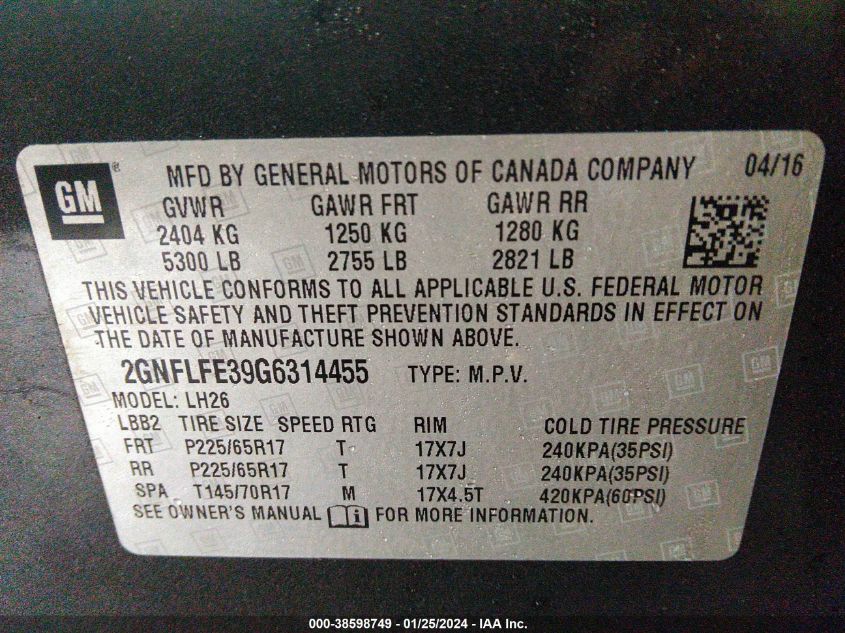 GM ® MFD BY GENERAL MOTORS OF CANADA COMPANY 04/16
GVWR GAWR FRT GAWR RR
2404 KG 1250 KG 1280 KG
5300 LB 2755 LB 2821 LB
THIS VEHICLE CONFORMS TO ALL APPLICABLE U.S. FEDERAL MOTOR
VEHICLE SAFETY AND THEFT PREVENTION STANDARDS IN EFFECT ON
THE DATE OF MANUFACTURE SHOWN ABOVE.
2GNFLFE39G6314455 TYPE: M.P.V.
MODEL: LH26
LBB2 TIRE SIZE SPEED RTG RIM COLD TIRE PRESSURE
FRT P225/65R17 T 17X7J 240KPA(35PSI)
RR P225/65R17 T 17X7J 240KPA(35PSI)
SPA T145/70R17 M 17X4.5T 420KPA(60PSI)
SEE OWNER'S MANUAL FOR MORE INFORMATION.
000-38598749 - 01/25/2024 - IAA Inc.